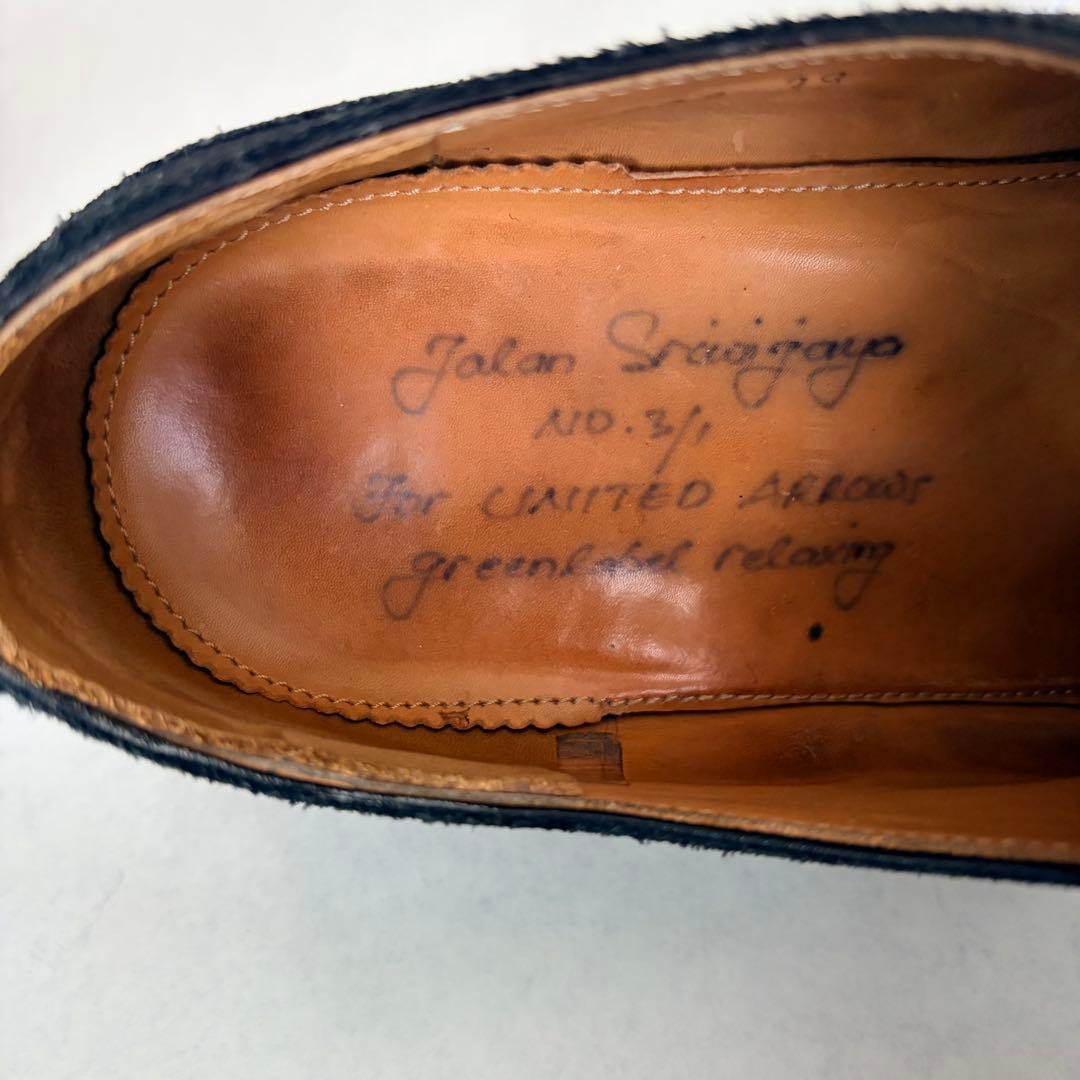 Jalan Sriwijaya
NO. 3/1
For UNITED ARROWS
greenlabel relaxing